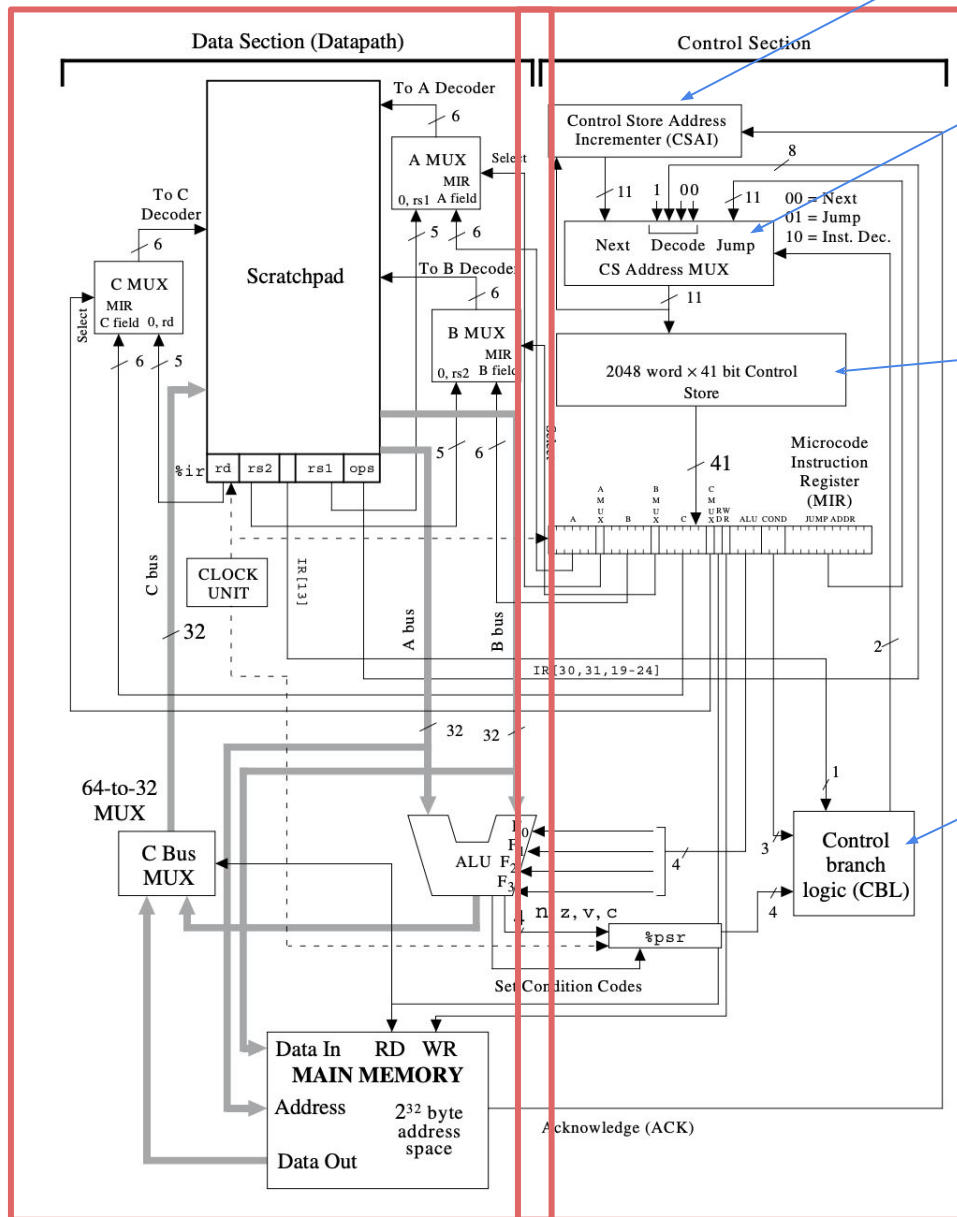 Data Section (Datapath)
Control Section
To A Decoder
6
A MUX
MIR
A field
0, rs1
Select
5
6
To C
Decoder
6
C MUX
MIR
C field
0, rd
Select
6
5
Scratchpad
To B Decoder
6
B MUX
MIR
B field
0, rs2
5
6
Control Store Address
Incrementer (CSAI)
8
11
1
00
11
00 = Next
01 = Jump
10 = Inst. Dec.
Next
Decode
Jump
CS Address MUX
11
2048 word × 41 bit Control
Store
41
Microcode
Instruction
Register
(MIR)
%ir
rd
rs2
rs1
ops
A
A
M
U
X
B
B
M
U
X
C
C
M
U
X
R
D
W
R
ALU
COND
JUMP ADDR
CLOCK
UNIT
IR[13]
C bus
32
A bus
B bus
IR[30,31,19-24]
2
32
32
64-to-32
MUX
C Bus
MUX
ALU
F0
F1
F2
F3
4
1
3
Control
branch
logic (CBL)
4
4
n, z, v, c
%psr
Set Condition Codes
Data In
RD
WR
MAIN MEMORY
Address
2³² byte
address
space
Data Out
Acknowledge (ACK)